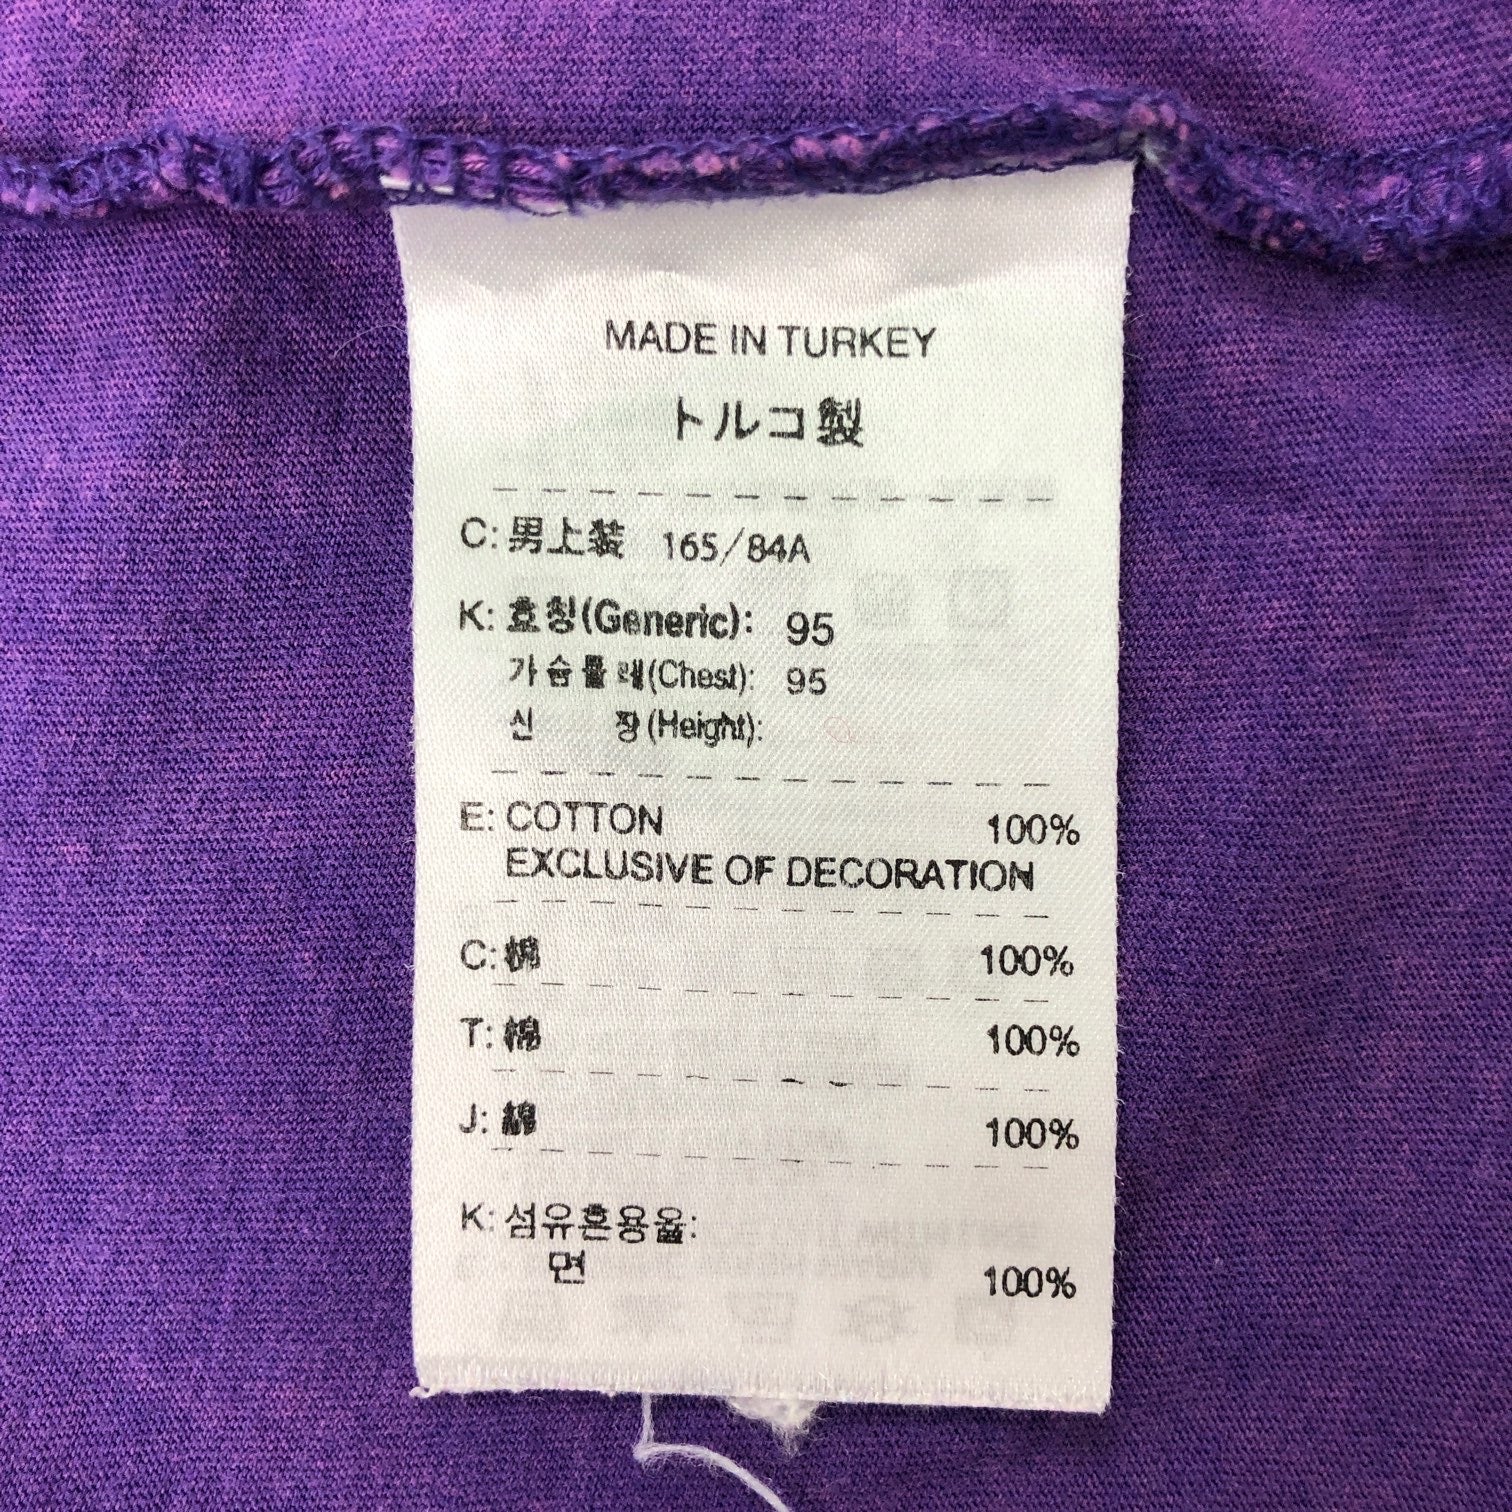 MADE IN TURKEY
トルコ製
C: 男上装 165/84A
K: 호칭(Generic): 95
가슴둘레(Chest): 95
신 장(Height):
E: COTTON 100%
EXCLUSIVE OF DECORATION
C: 棉 100%
T: 棉 100%
J: 綿 100%
K: 섬유혼용율:
면 100%